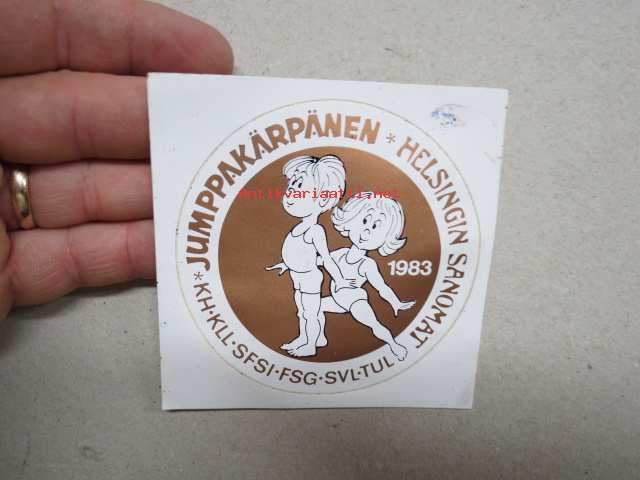 * JUMPPAKÄRPÄNEN * HELSINGIN SANOMAT
KH·KLL·SFSI·FSG·SVL·TUL
1983
Antikvariaatti.net